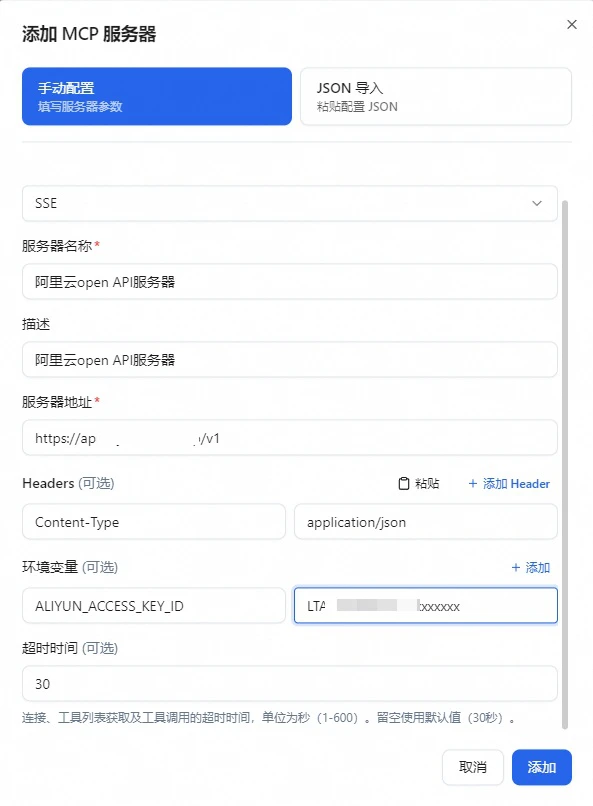 添加 MCP 服务器
手动配置
填写服务器参数
JSON 导入
粘贴配置 JSON
SSE
服务器名称*
阿里云open API服务器
描述
阿里云open API服务器
服务器地址*
https://ap /v1
Headers (可选)
粘贴
+ 添加 Header
Content-Type
application/json
环境变量 (可选)
+ 添加
ALIYUN_ACCESS_KEY_ID
LTA xxxxxx
超时时间 (可选)
30
连接、工具列表获取及工具调用的超时时间，单位为秒（1-600）。留空使用默认值（30秒）。
取消
添加